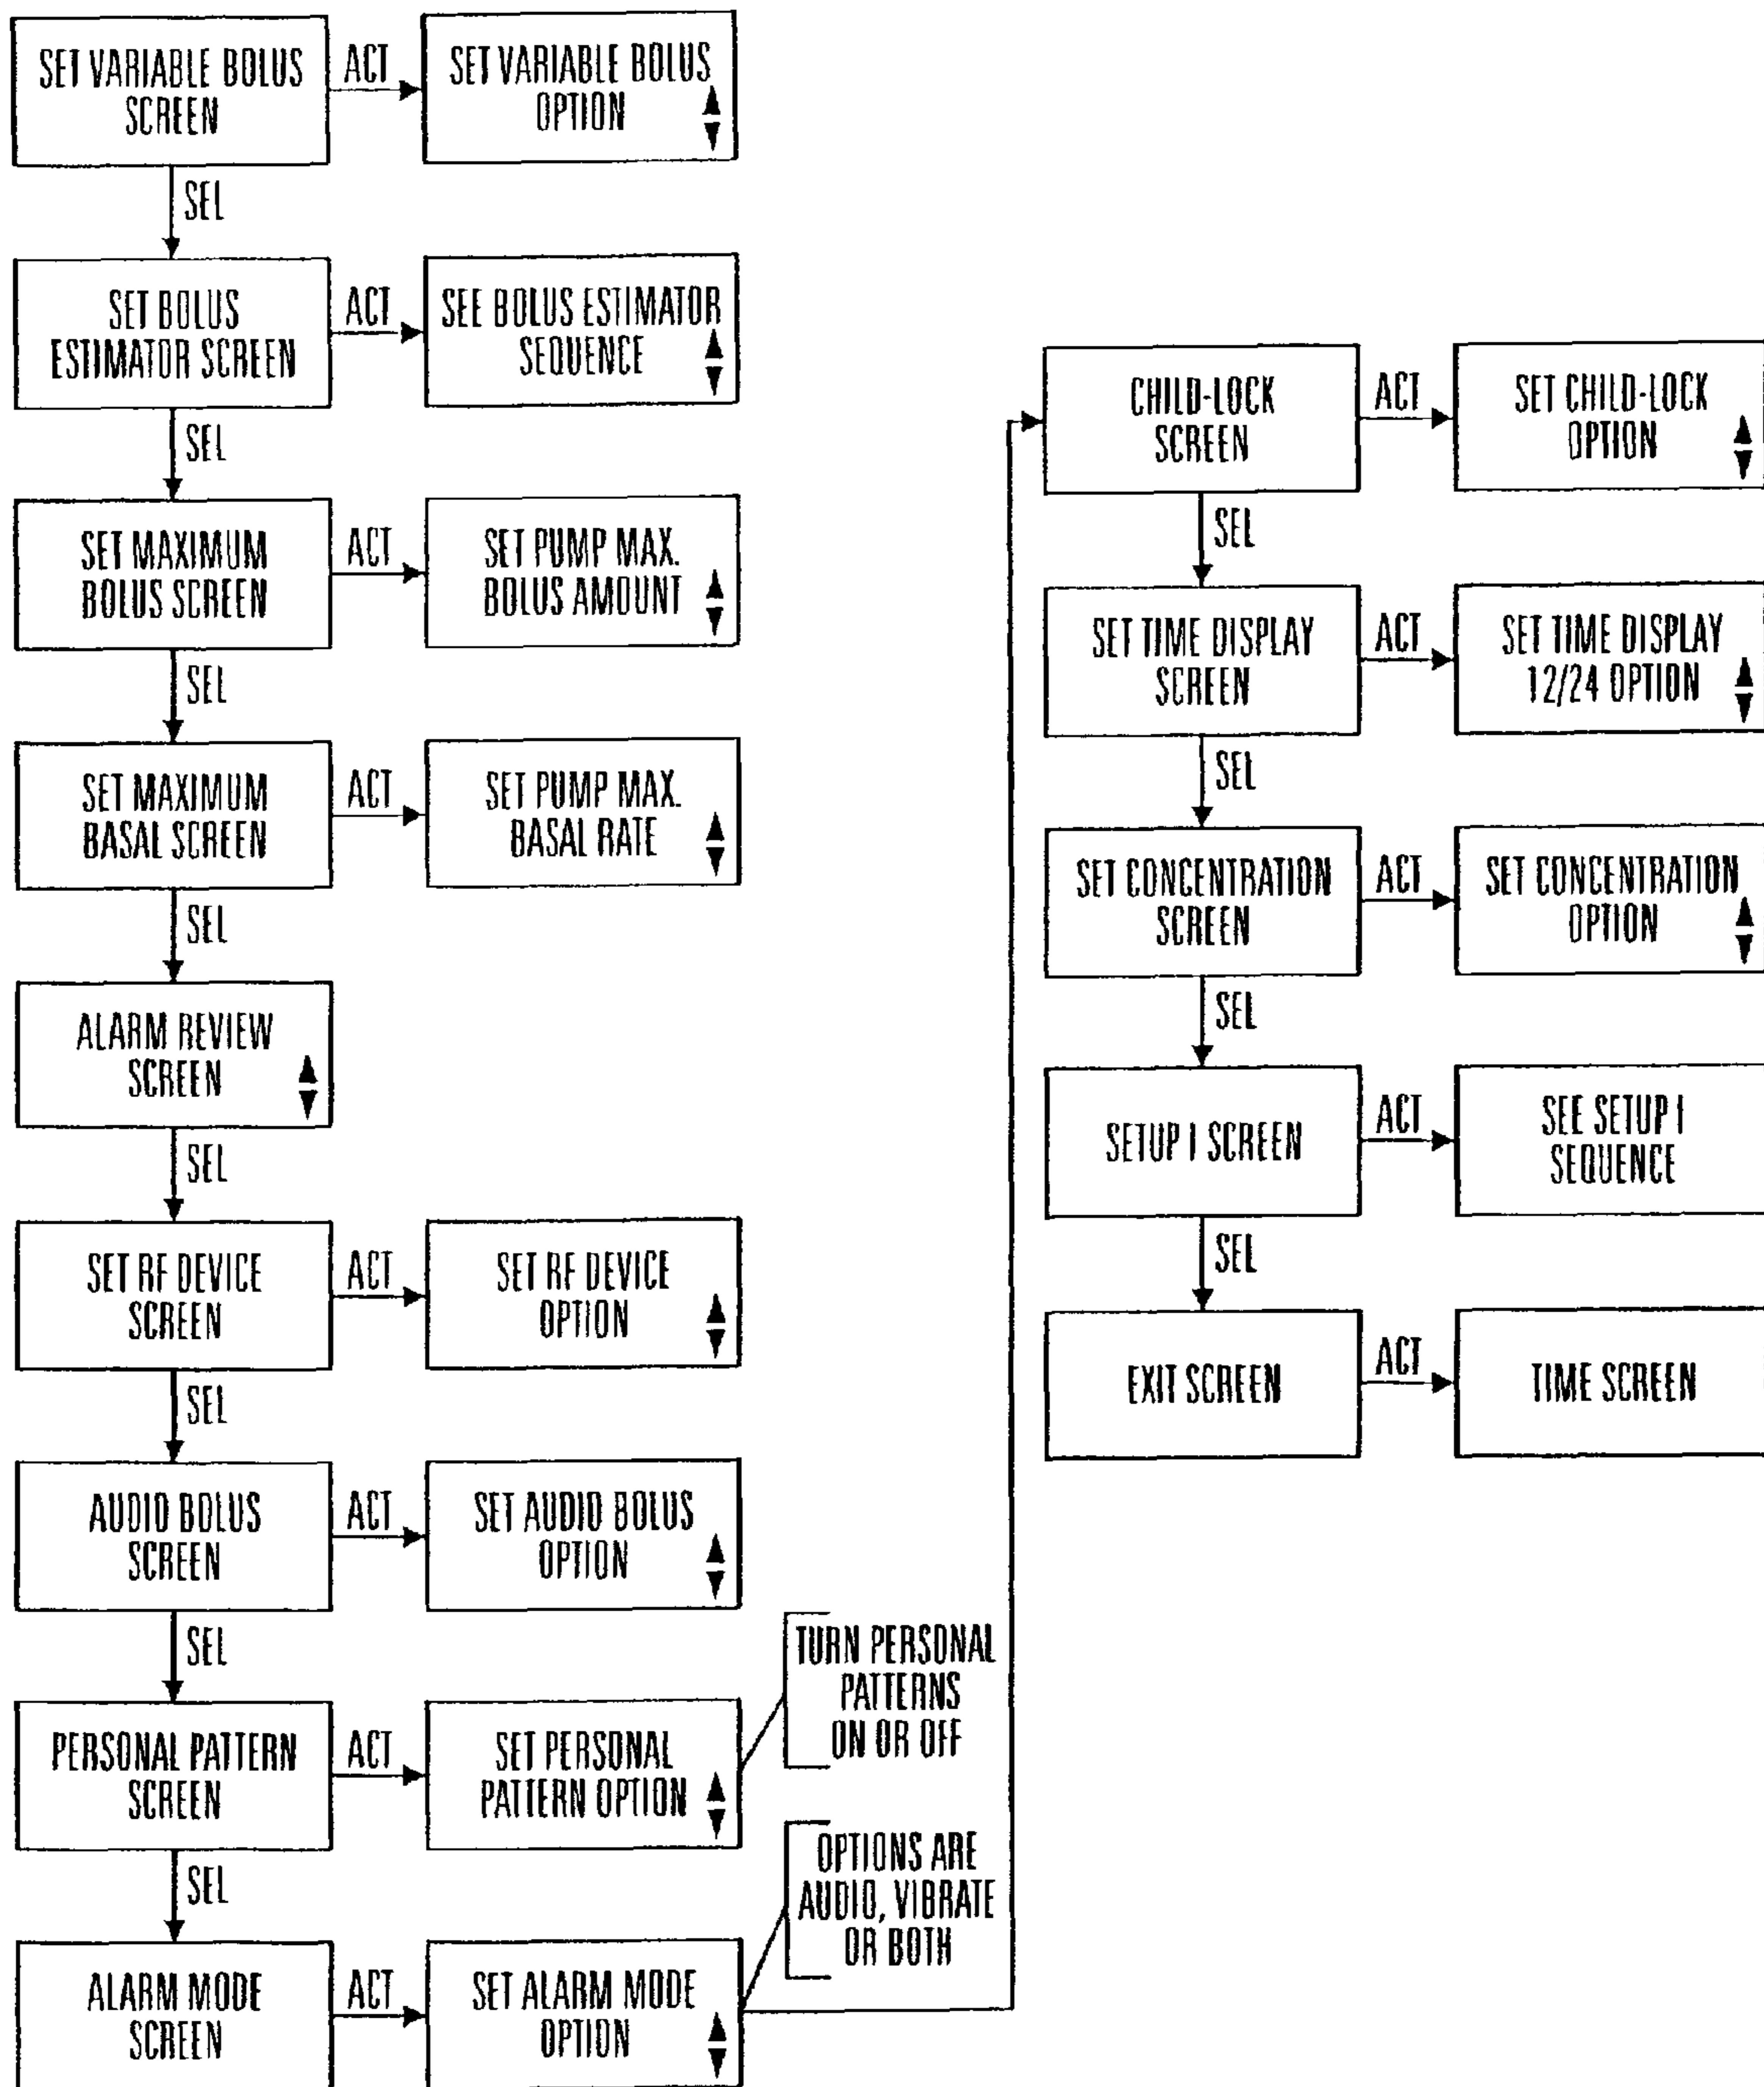 SET VARIABLE BOLUS
SCREEN
ACT
SET VARIABLE BOLUS
OPTION
SEL
SET BOLUS
ESTIMATOR SCREEN
ACT
SEE BOLUS ESTIMATOR
SEQUENCE
SEL
SET MAXIMUM
BOLUS SCREEN
ACT
SET PUMP MAX.
BOLUS AMOUNT
SEL
SET MAXIMUM
BASAL SCREEN
ACT
SET PUMP MAX.
BASAL RATE
SEL
ALARM REVIEW
SCREEN
SEL
SET RF DEVICE
SCREEN
ACT
SET RF DEVICE
OPTION
SEL
AUDIO BOLUS
SCREEN
ACT
SET AUDIO BOLUS
OPTION
SEL
PERSONAL PATTERN
SCREEN
ACT
SET PERSONAL
PATTERN OPTION
TURN PERSONAL
PATTERNS
ON OR OFF
SEL
ALARM MODE
SCREEN
ACT
SET ALARM MODE
OPTION
OPTIONS ARE
AUDIO, VIBRATE
OR BOTH
CHILD-LOCK
SCREEN
ACT
SET CHILD-LOCK
OPTION
SEL
SET TIME DISPLAY
SCREEN
ACT
SET TIME DISPLAY
12/24 OPTION
SEL
SET CONCENTRATION
SCREEN
ACT
SET CONCENTRATION
OPTION
SEL
SETUP I SCREEN
ACT
SEE SETUP I
SEQUENCE
SEL
EXIT SCREEN
ACT
TIME SCREEN